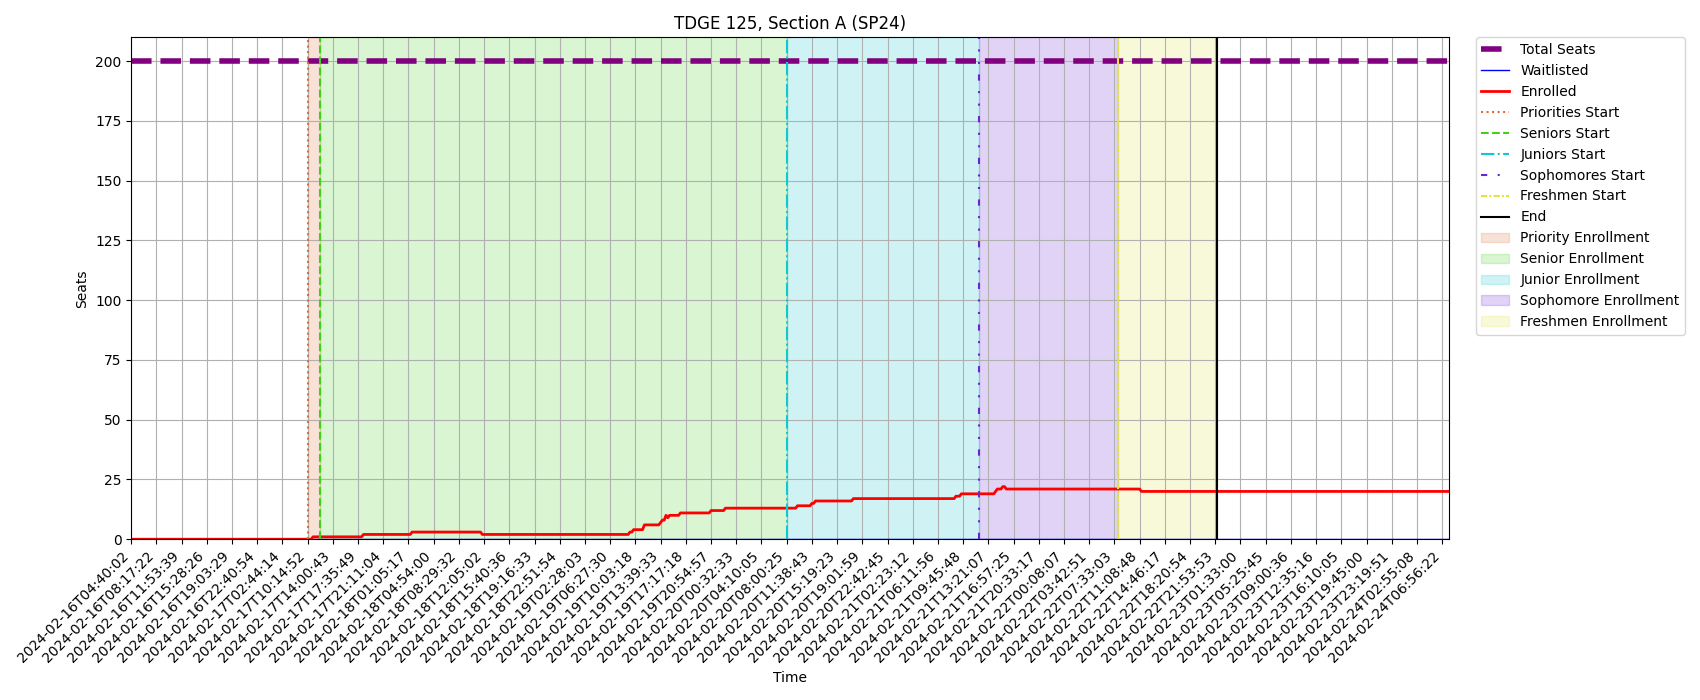 TDGE 125, Section A (SP24)
Seats
200
175
150
125
100
75
50
25
0
2024-02-16T04:40:02
2024-02-16T08:17:22
2024-02-16T11:53:39
2024-02-16T15:28:26
2024-02-16T19:03:29
2024-02-16T22:40:54
2024-02-17T02:44:14
2024-02-17T10:14:52
2024-02-17T14:00:43
2024-02-17T17:35:49
2024-02-17T21:11:04
2024-02-18T01:05:17
2024-02-18T04:54:00
2024-02-18T08:29:32
2024-02-18T12:05:02
2024-02-18T15:40:36
2024-02-18T19:16:33
2024-02-18T22:51:54
2024-02-19T02:28:03
2024-02-19T06:27:30
2024-02-19T10:03:18
2024-02-19T13:39:33
2024-02-19T17:17:18
2024-02-19T20:54:57
2024-02-20T00:32:33
2024-02-20T04:10:05
2024-02-20T08:00:25
2024-02-20T11:38:43
2024-02-20T15:19:23
2024-02-20T19:01:59
2024-02-20T22:42:45
2024-02-21T02:23:12
2024-02-21T06:11:56
2024-02-21T09:45:48
2024-02-21T13:21:07
2024-02-21T16:57:25
2024-02-21T20:33:17
2024-02-22T00:08:07
2024-02-22T03:42:51
2024-02-22T07:33:03
2024-02-22T11:08:48
2024-02-22T14:46:17
2024-02-22T18:20:54
2024-02-22T21:53:53
2024-02-23T01:33:00
2024-02-23T05:25:45
2024-02-23T09:00:36
2024-02-23T12:35:16
2024-02-23T16:10:05
2024-02-23T19:45:00
2024-02-23T23:19:51
2024-02-24T02:55:08
2024-02-24T06:56:22
Time
Total Seats
Waitlisted
Enrolled
Priorities Start
Seniors Start
Juniors Start
Sophomores Start
Freshmen Start
End
Priority Enrollment
Senior Enrollment
Junior Enrollment
Sophomore Enrollment
Freshmen Enrollment